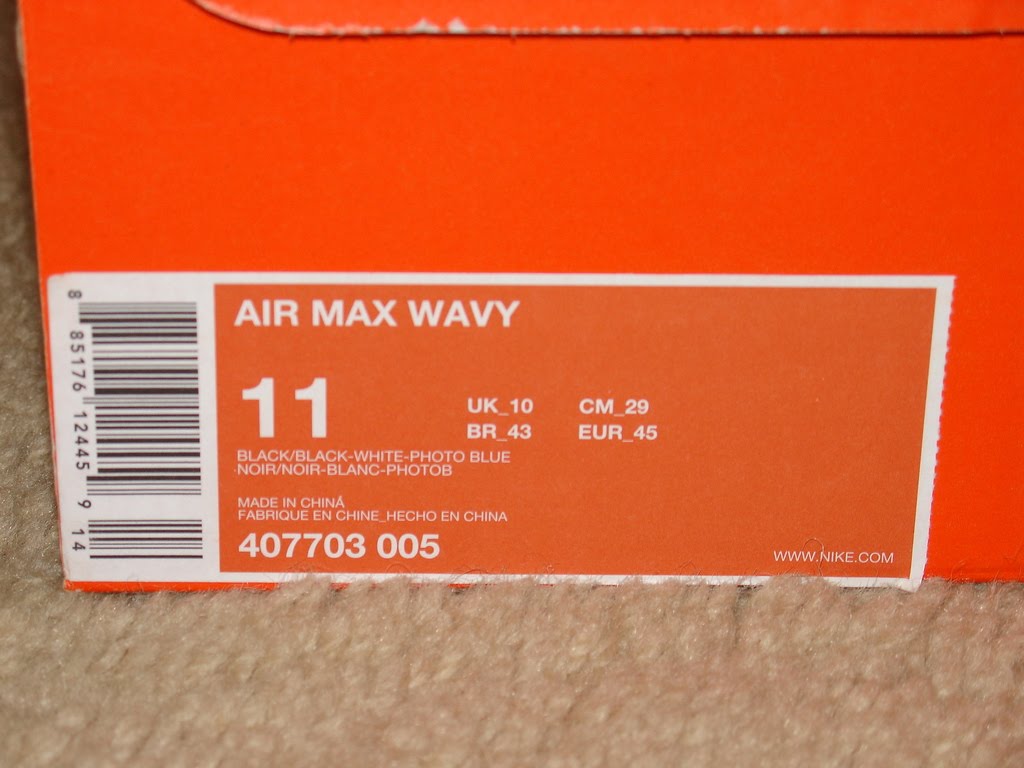 AIR MAX WAVY
11
UK_10 CM_29
BR_43 EUR_45
BLACK/BLACK-WHITE-PHOTO BLUE
NOIR/NOIR-BLANC-PHOTOB
MADE IN CHINÁ
FABRIQUE EN CHINE_HECHO EN CHINA
407703 005
WWW.NIKE.COM
8 85176 12445 9 14